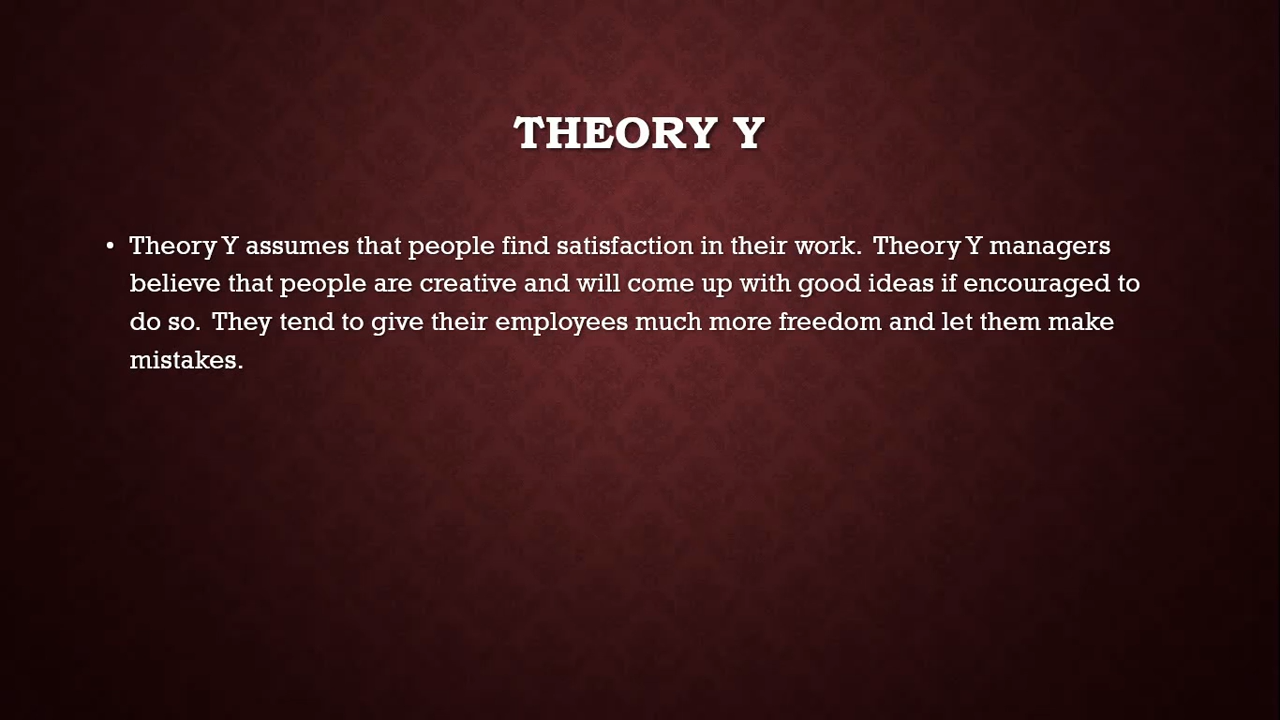 THEORY Y
• Theory Y assumes that people find satisfaction in their work.  Theory Y managers
believe that people are creative and will come up with good ideas if encouraged to
do so.  They tend to give their employees much more freedom and let them make
mistakes.